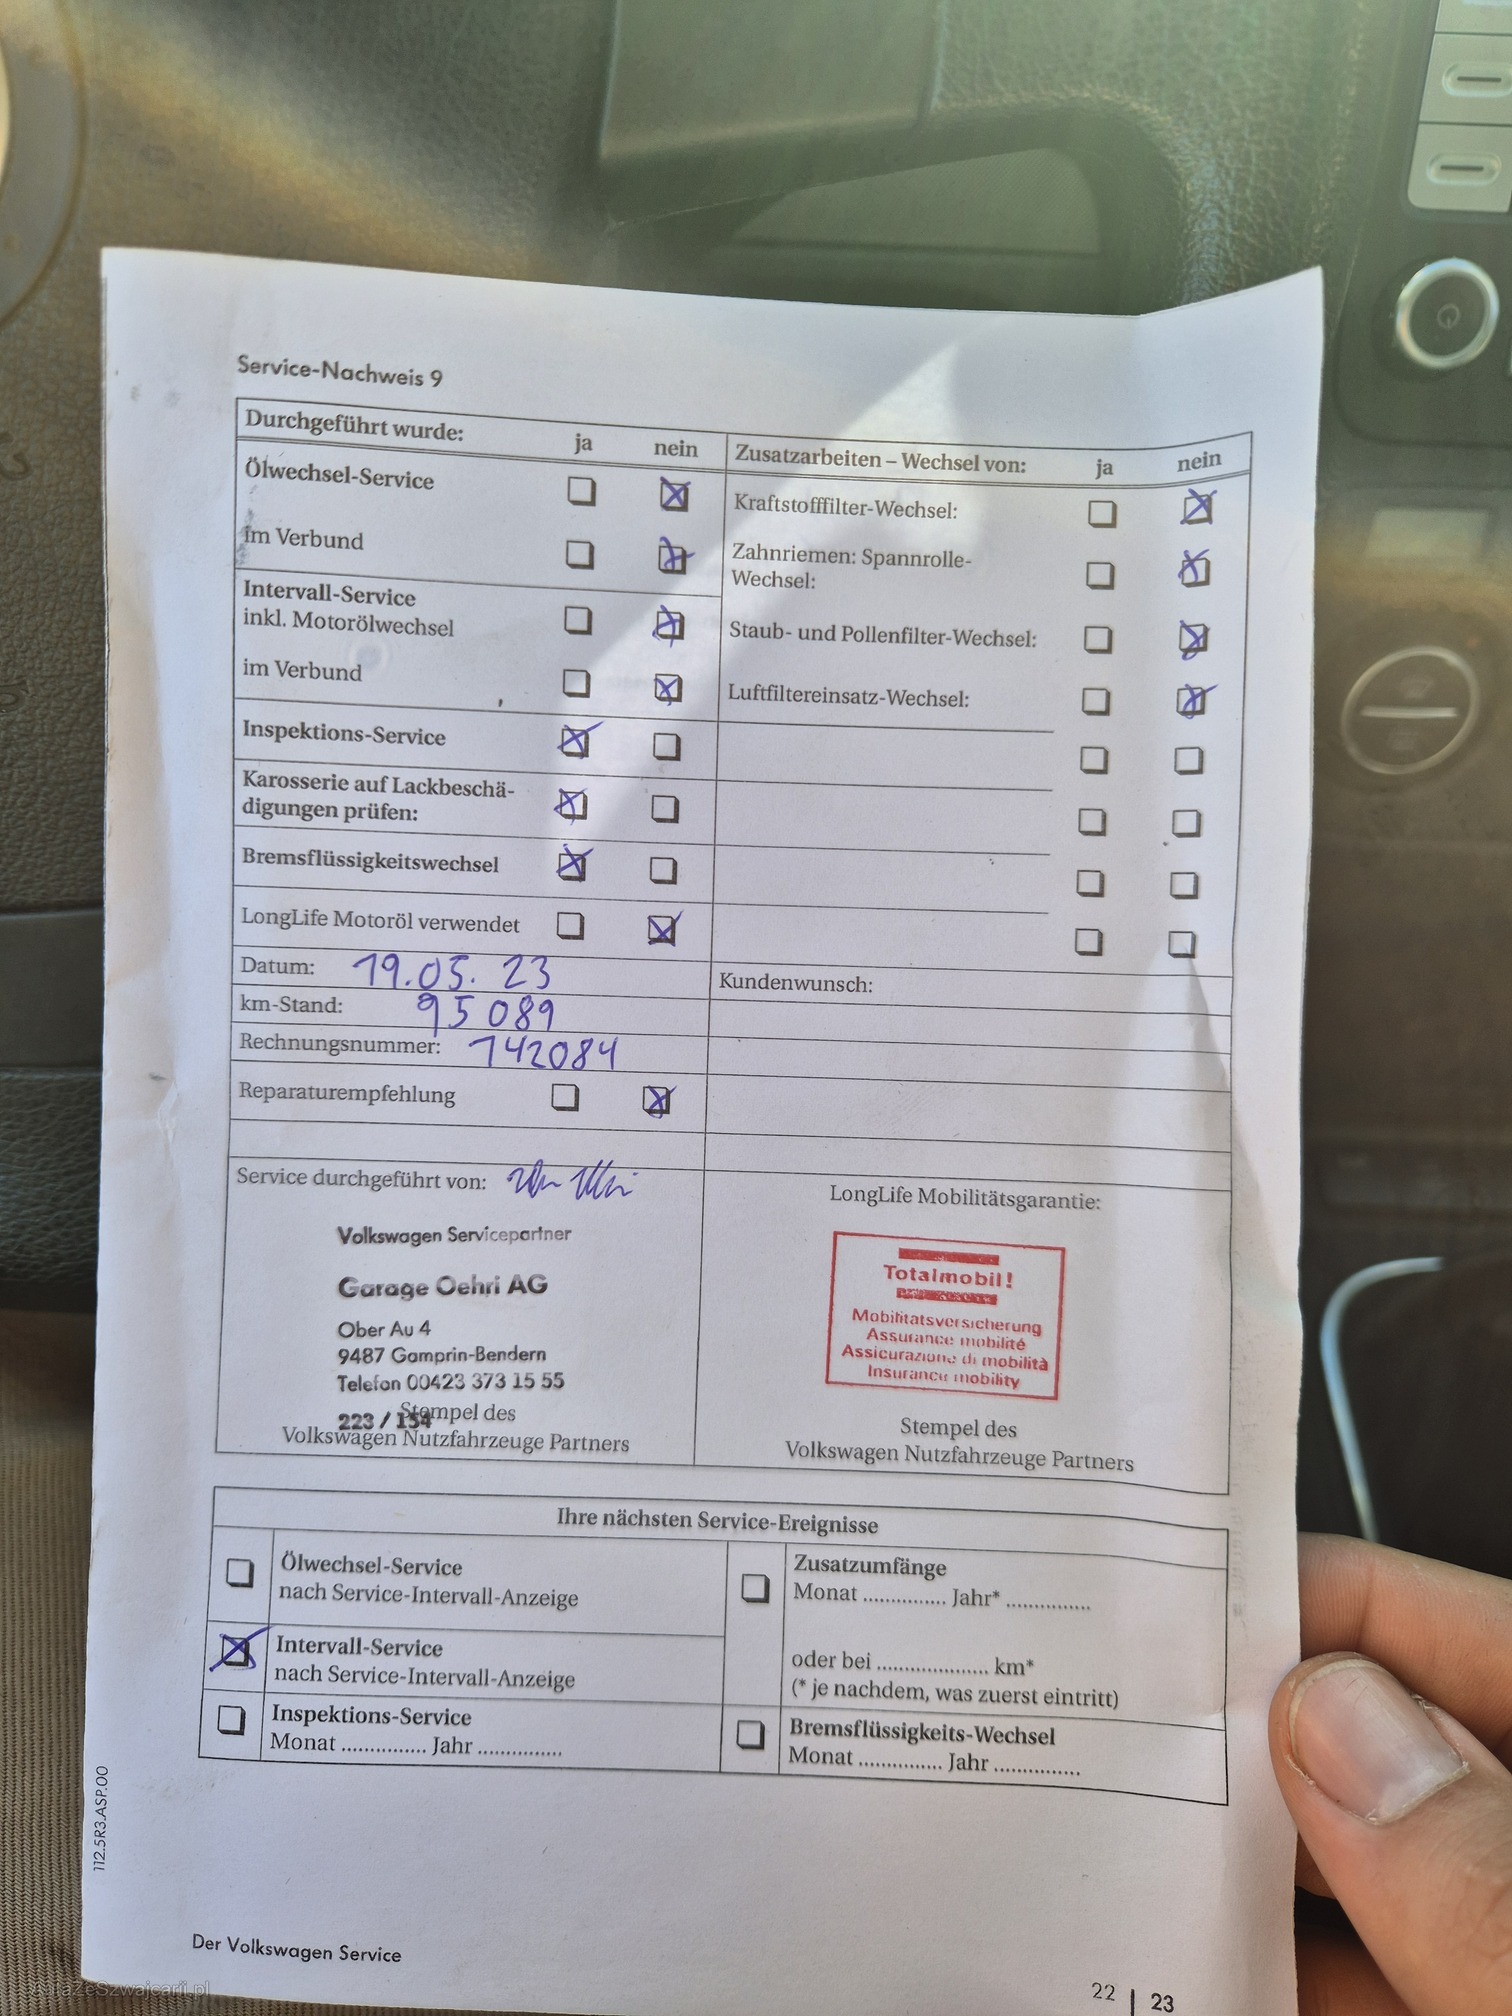 Service-Nachweis 9
Durchgeführt wurde: ja nein
Ölwechsel-Service
im Verbund
Intervall-Service
inkl. Motorölwechsel
im Verbund
Inspektions-Service
Karosserie auf Lackbeschä-
digungen prüfen:
Bremsflüssigkeitswechsel
LongLife Motoröl verwendet
Datum: 19.05.23
km-Stand: 95 089
Rechnungsnummer: 142084
Reparaturempfehlung
Zusatzarbeiten – Wechsel von: ja nein
Kraftstofffilter-Wechsel:
Zahnriemen: Spannrolle-
Wechsel:
Staub- und Pollenfilter-Wechsel:
Luftfiltereinsatz-Wechsel:
Kundenwunsch:
Service durchgeführt von:
Volkswagen Servicepartner
Garage Oehri AG
Ober Au 4
9487 Gamprin-Bendern
Telefon 00423 373 15 55
223 / 154
Stempel des
Volkswagen Nutzfahrzeuge Partners
LongLife Mobilitätsgarantie:
Totalmobil!
Mobilitätsversicherung
Assurance mobilité
Assicurazione di mobilità
Insurance mobility
Stempel des
Volkswagen Nutzfahrzeuge Partners
Ihre nächsten Service-Ereignisse
Ölwechsel-Service
nach Service-Intervall-Anzeige
Intervall-Service
nach Service-Intervall-Anzeige
Inspektions-Service
Monat ............... Jahr ...............
Zusatzumfänge
Monat ............... Jahr* ...............
oder bei .................... km*
(* je nachdem, was zuerst eintritt)
Bremsflüssigkeits-Wechsel
Monat ............... Jahr ...............
112.5R3.ASP.00
Der Volkswagen Service
22 | 23